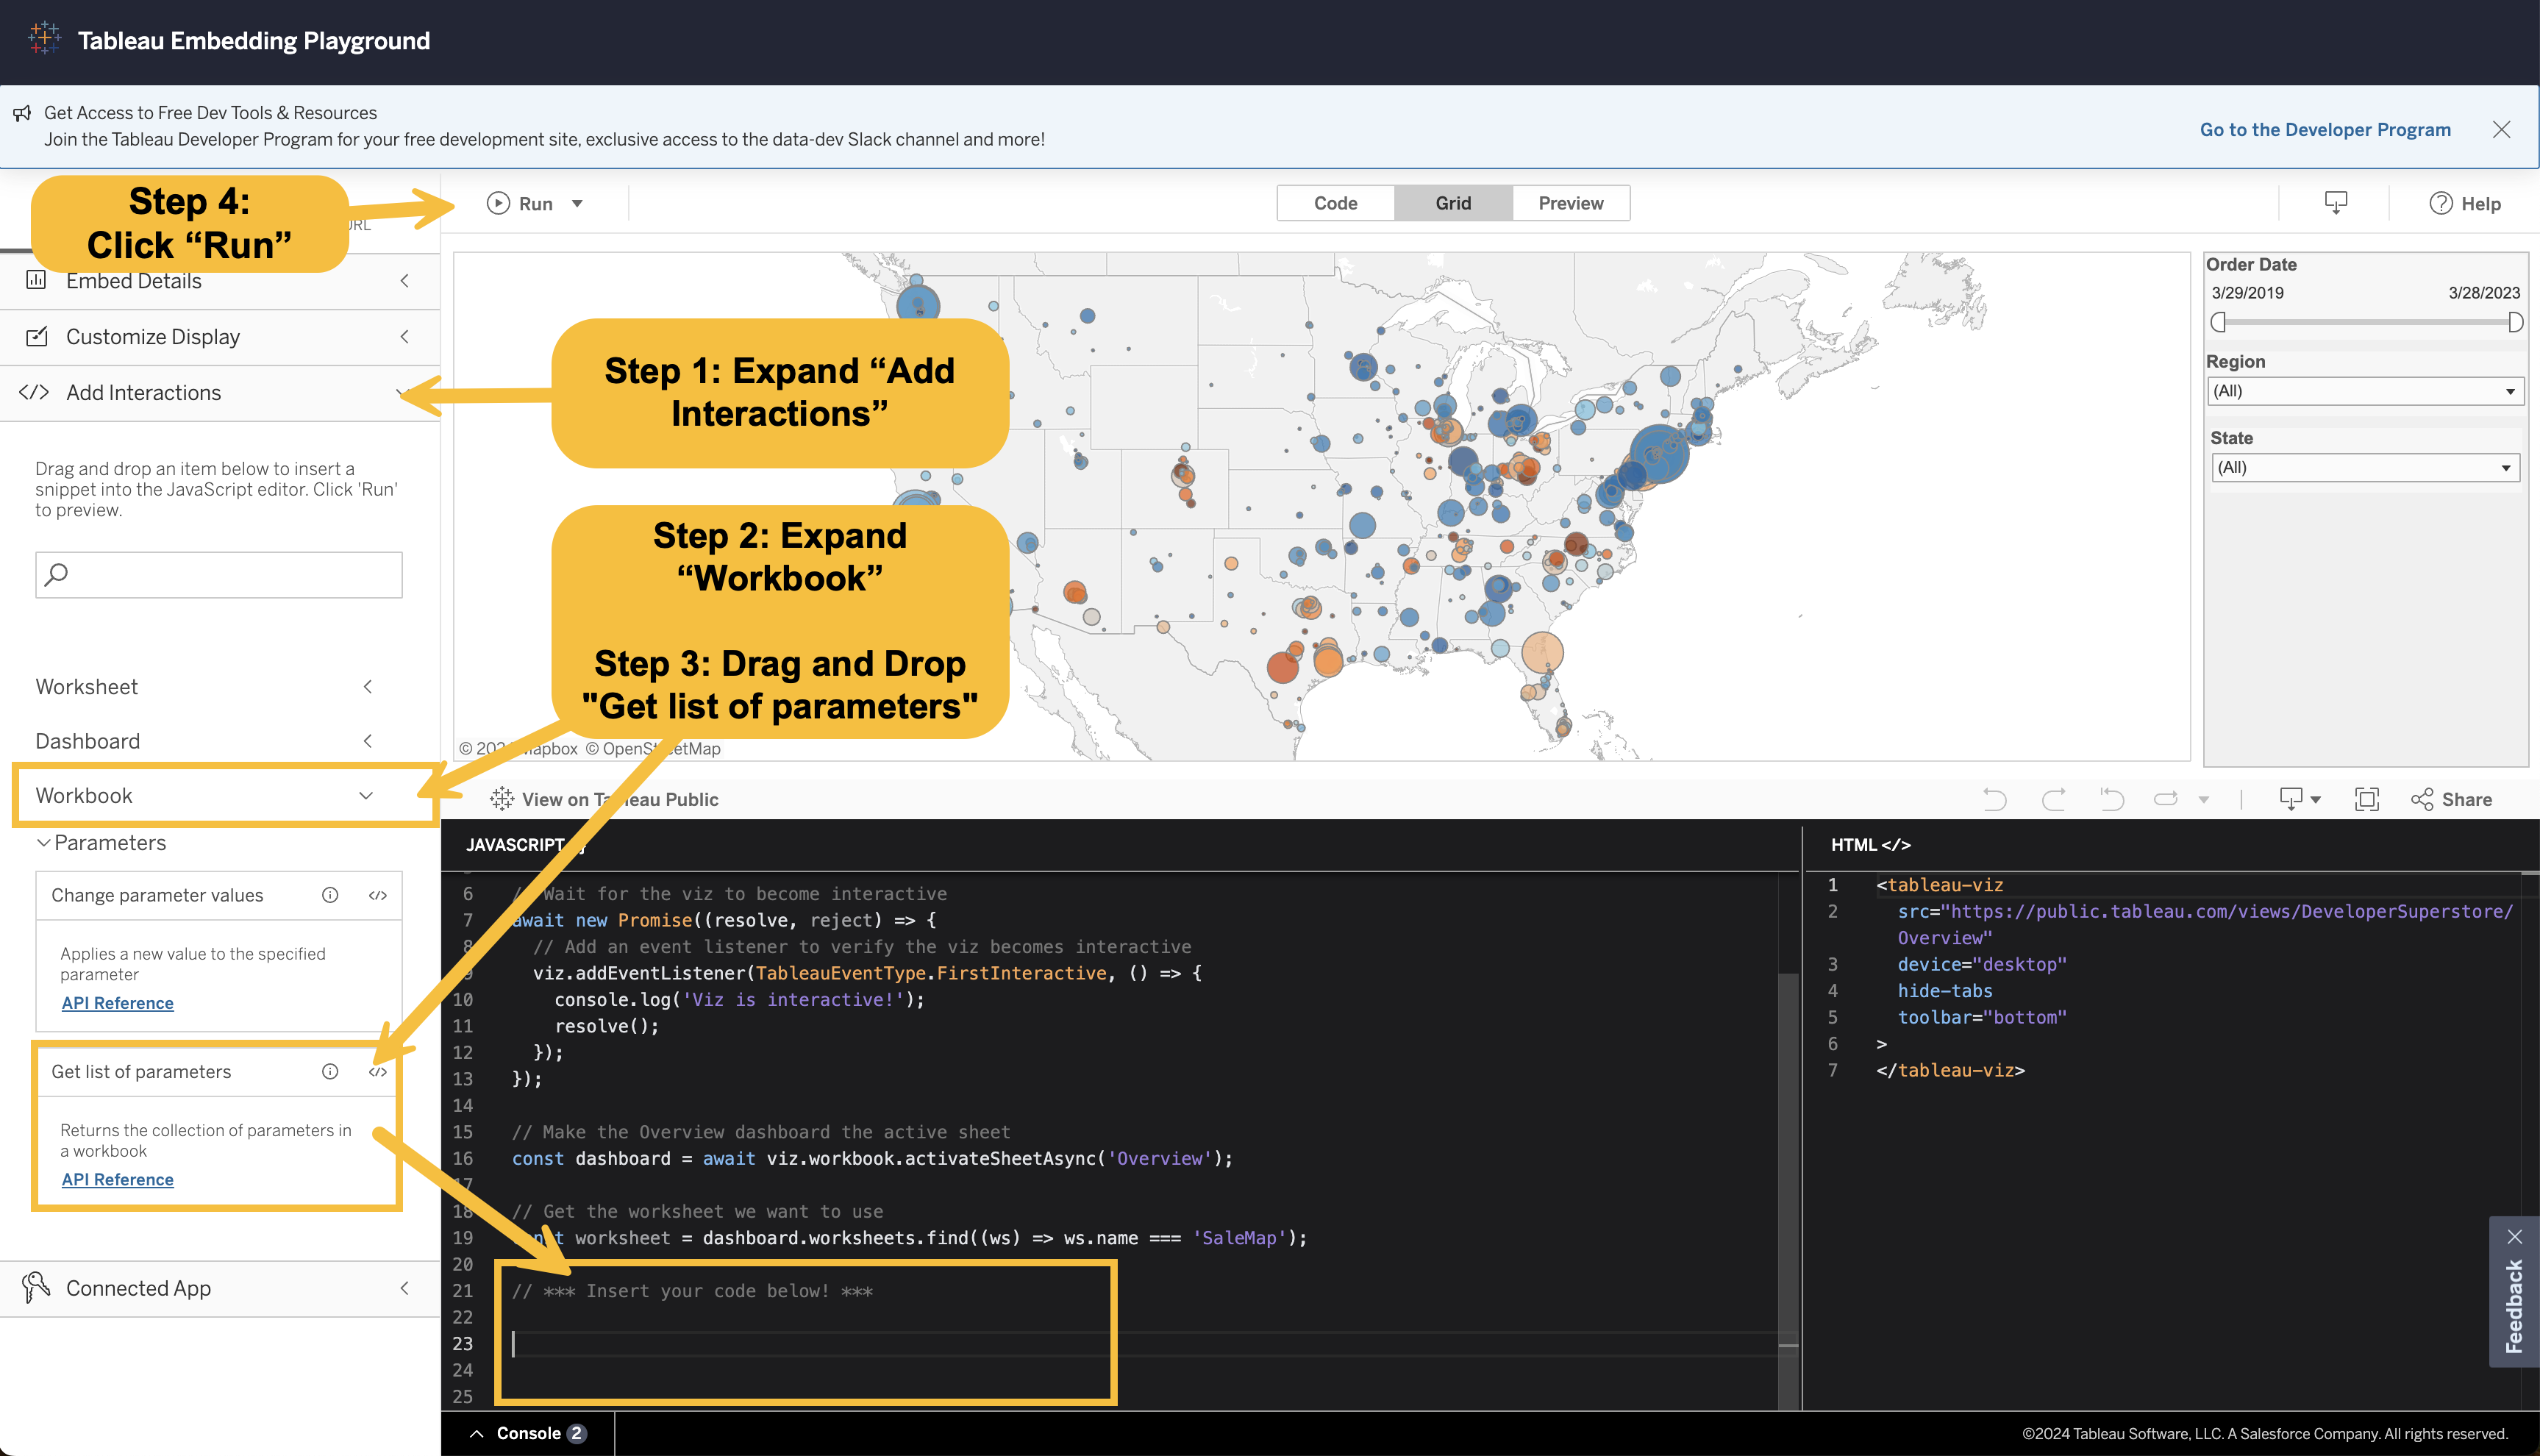 Tableau Embedding Playground
Get Access to Free Dev Tools & Resources
Join the Tableau Developer Program for your free development site, exclusive access to the data-dev Slack channel and more!
Go to the Developer Program
Step 4:
Click “Run”
Run
Code
Grid
Preview
Help
Embed Details
Customize Display
</> Add Interactions
Drag and drop an item below to insert a
snippet into the JavaScript editor. Click 'Run'
to preview.
Worksheet
Dashboard
Workbook
Parameters
Change parameter values
</>
Applies a new value to the specified
parameter
API Reference
Get list of parameters
</>
Returns the collection of parameters in
a workbook
API Reference
Connected App
Step 1: Expand “Add
Interactions”
Step 2: Expand
“Workbook”
Step 3: Drag and Drop
"Get list of parameters"
© OpenStreetMap
Order Date
3/29/2019
3/28/2023
Region
(All)
State
(All)
View on Tableau Public
Share
JAVASCRIPT
6 // Wait for the viz to become interactive
7 await new Promise((resolve, reject) => {
8 // Add an event listener to verify the viz becomes interactive
9 viz.addEventListener(TableauEventType.FirstInteractive, () => {
10 console.log('Viz is interactive!');
11 resolve();
12 });
13 });
14
15 // Make the Overview dashboard the active sheet
16 const dashboard = await viz.workbook.activateSheetAsync('Overview');
17
18 // Get the worksheet we want to use
19 const worksheet = dashboard.worksheets.find((ws) => ws.name === 'SaleMap');
20
21 // *** Insert your code below! ***
22
23
24
25
HTML </>
1 <tableau-viz
2 src="https://public.tableau.com/views/DeveloperSuperstore/
Overview"
3 device="desktop"
4 hide-tabs
5 toolbar="bottom"
6 >
7 </tableau-viz>
Feedback
Console 2
©2024 Tableau Software, LLC. A Salesforce Company. All rights reserved.